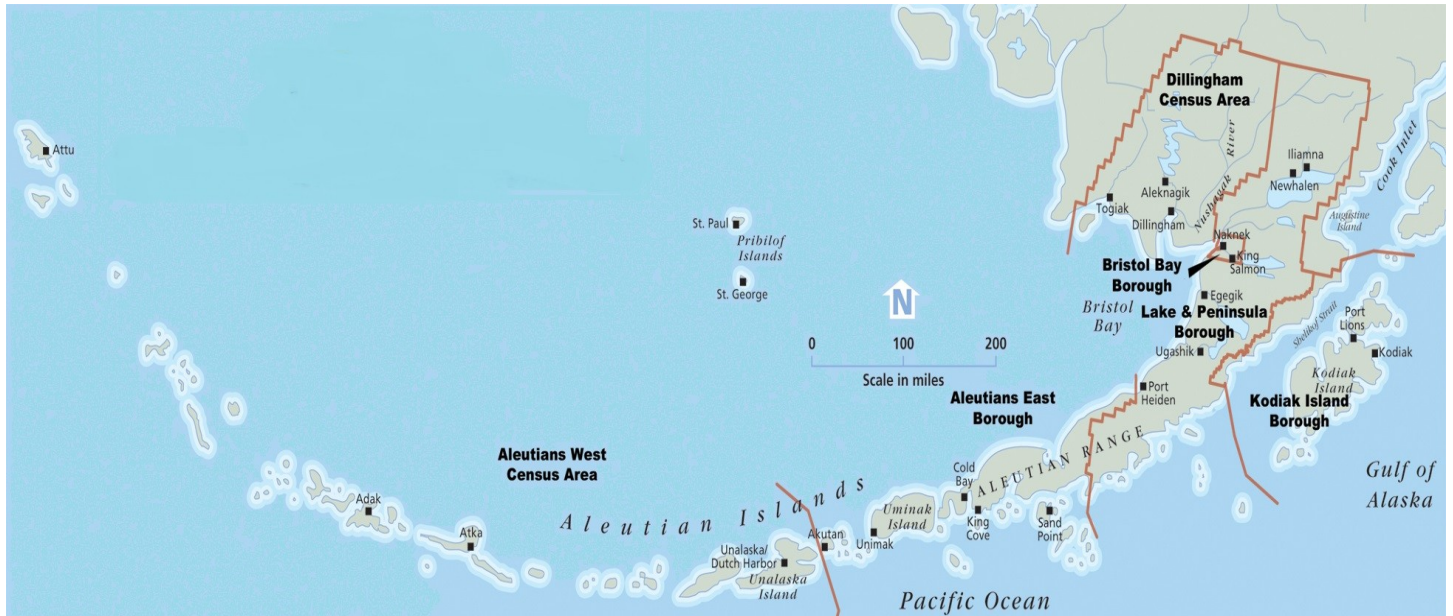 Dillingham
Census Area
Nushagak River
Cook Inlet
Iliamna
Newhalen
Aleknagik
Togiak
Dillingham
Augustine
Island
Attu
St. Paul
Pribilof
Islands
St. George
Naknek
King
Salmon
Bristol Bay
Borough
N
Bristol
Bay
Egegik
Lake & Peninsula
Borough
Shelikof Strait
Port
Lions
Kodiak
0 100 200
Scale in miles
Ugashik
Kodiak
Island
Port
Heiden
Aleutians East
Borough
Kodiak Island
Borough
Aleutians West
Census Area
ALEUTIAN RANGE
Gulf of
Alaska
Cold
Bay
Adak
Aleutian Islands
Uminak
Island
King
Cove
Sand
Point
Atka
Akutan
Unimak
Unalaska/
Dutch Harbor
Unalaska
Island
Pacific Ocean